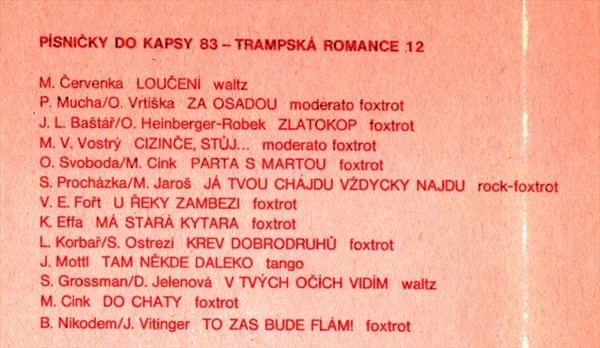 PÍSNIČKY DO KAPSY 83 – TRAMPSKÁ ROMANCE 12
M. Červenka LOUČENÍ waltz
P. Mucha/O. Vrtiška ZA OSADOU moderato foxtrot
J. L. Baštář/O. Heinberger-Robek ZLATOKOP foxtrot
M. V. Vostrý CIZINČE, STŮJ... moderato foxtrot
O. Svoboda/M. Cink PARTA S MARTOU foxtrot
S. Procházka/M. Jaroš JÁ TVOU CHÁJDU VŽDYCKY NAJDU rock-foxtrot
V. E. Fořt U ŘEKY ZAMBEZI foxtrot
K. Effa MÁ STARÁ KYTARA foxtrot
L. Korbař/S. Ostrezi KREV DOBRODRUHŮ foxtrot
J. Mottl TAM NĚKDE DALEKO tango
S. Grossman/D. Jelenová V TVÝCH OČÍCH VIDÍM waltz
M. Cink DO CHATY foxtrot
B. Nikodem/J. Vitinger TO ZAS BUDE FLÁM! foxtrot